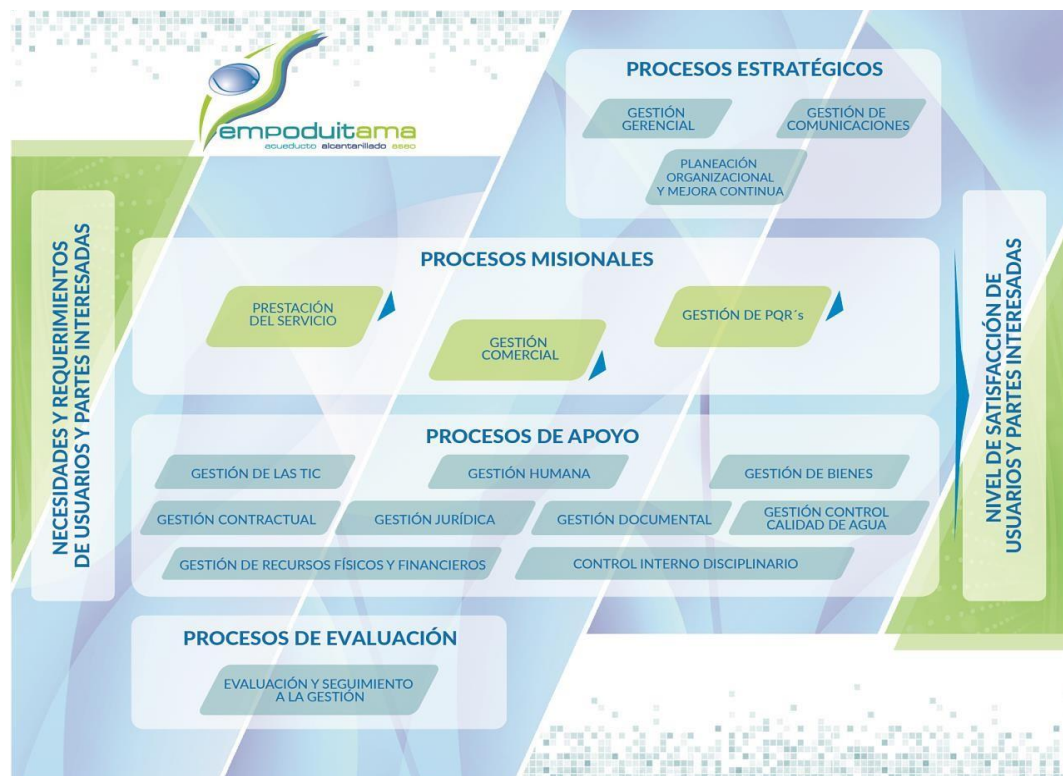 empoduitama
acueducto alcantarillado aseo
PROCESOS ESTRATÉGICOS
GESTIÓN
GERENCIAL
GESTIÓN DE
COMUNICACIONES
PLANEACIÓN
ORGANIZACIONAL
Y MEJORA CONTINUA
NECESIDADES Y REQUERIMIENTOS
DE USUARIOS Y PARTES INTERESADAS
PROCESOS MISIONALES
PRESTACIÓN
DEL SERVICIO
GESTIÓN
COMERCIAL
GESTIÓN DE PQR´s
PROCESOS DE APOYO
GESTIÓN DE LAS TIC
GESTIÓN HUMANA
GESTIÓN DE BIENES
GESTIÓN CONTRACTUAL
GESTIÓN JURÍDICA
GESTIÓN DOCUMENTAL
GESTIÓN CONTROL
CALIDAD DE AGUA
GESTIÓN DE RECURSOS FÍSICOS Y FINANCIEROS
CONTROL INTERNO DISCIPLINARIO
PROCESOS DE EVALUACIÓN
EVALUACIÓN Y SEGUIMIENTO
A LA GESTIÓN
NIVEL DE SATISFACCIÓN DE
USUARIOS Y PARTES INTERESADAS